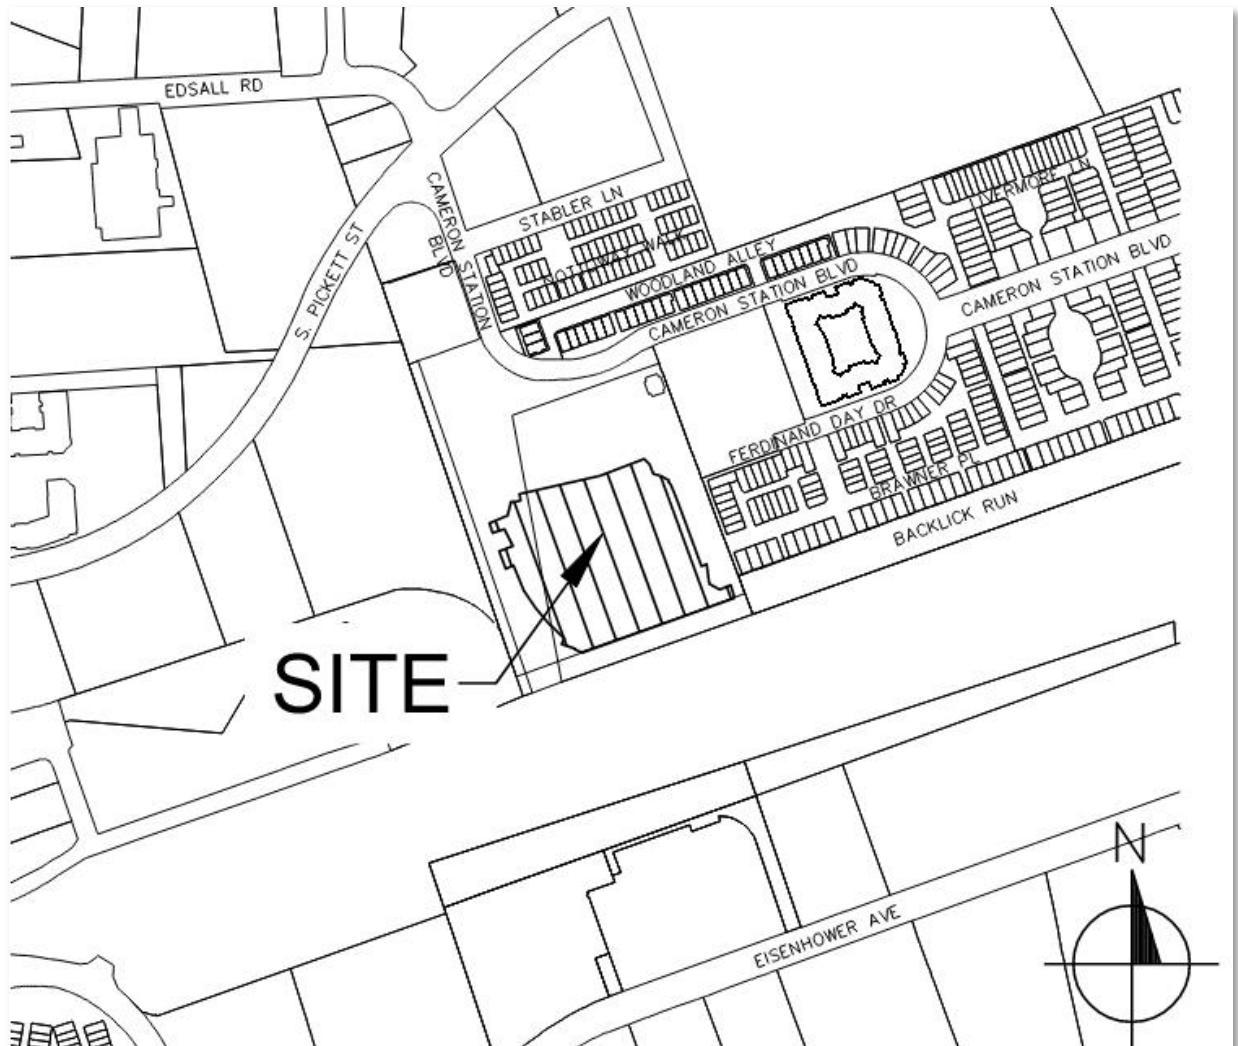 EDSALL RD
CAMERON STATION
BLVD
STABLER LN
LIVERMORE LN
S. PICKETT ST
WOODLAND ALLEY
CAMERON STATION BLVD
CAMERON STATION BLVD
FERDINAND DAY DR
BRAWNER PL
BACKLICK RUN
SITE
N
EISENHOWER AVE